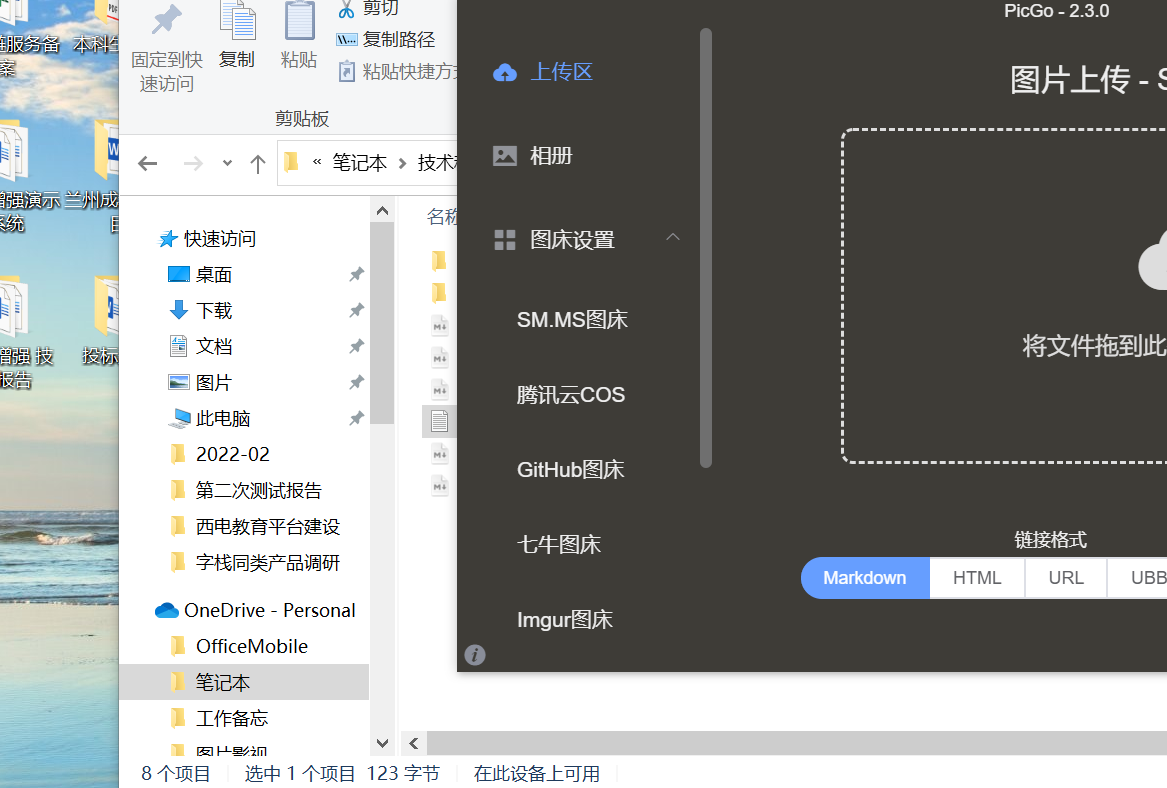 链服务备
案
本科生
增强演示
系统
兰州成
目
增强 技
报告
投标
固定到快
速访问
复制
粘贴
剪切
复制路径
粘贴快捷方式
剪贴板
« 笔记本 > 技术
名称
快速访问
桌面
下载
文档
图片
此电脑
2022-02
第二次测试报告
西电教育平台建设
字栈同类产品调研
OneDrive - Personal
OfficeMobile
笔记本
工作备忘
图片影视
8 个项目
选中 1 个项目 123 字节
在此设备上可用
PicGo - 2.3.0
上传区
相册
图床设置
SM.MS图床
腾讯云COS
GitHub图床
七牛图床
Imgur图床
图片上传 - S
将文件拖到此
链接格式
Markdown
HTML
URL
UBB